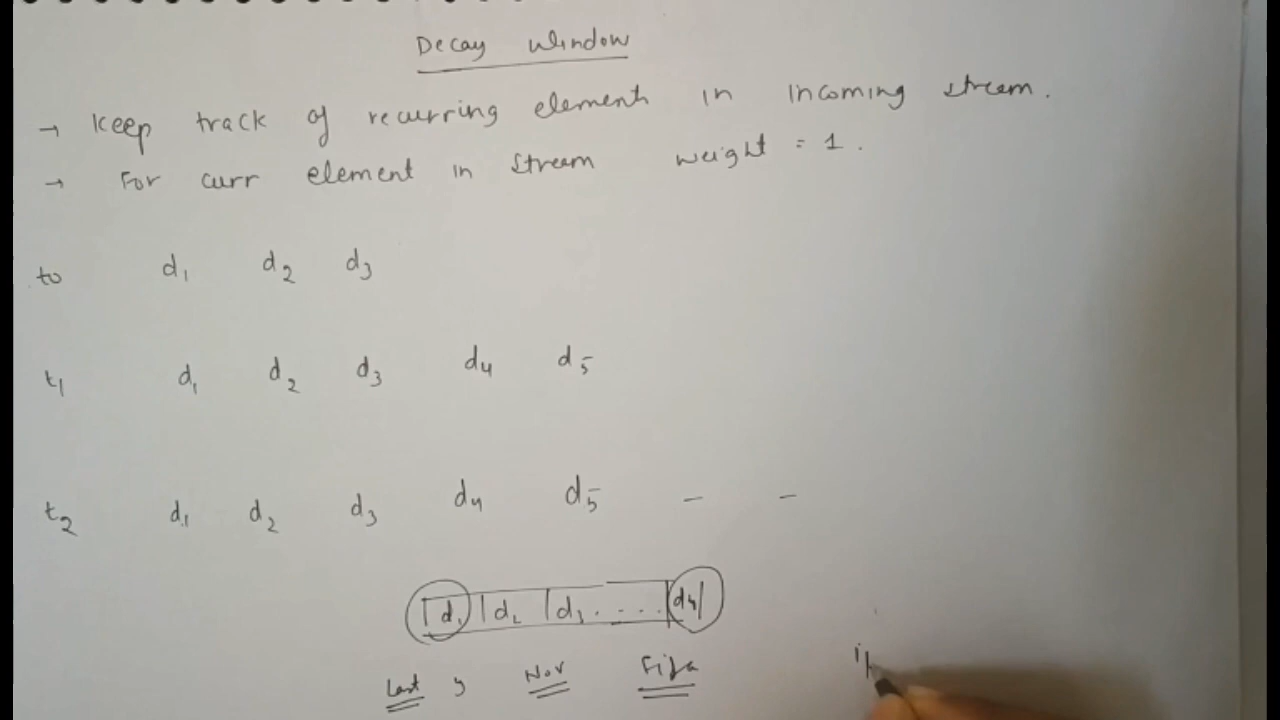 Decay Window
→ Keep track of recurring element in incoming stream.
→ For curr element in stream weight = 1.
t0 d1 d2 d3
t1 d1 d2 d3 d4 d5
t2 d1 d2 d3 d4 d5 – –
d1 d2 d3 . . . . d4
Last 5 Nov Fifa